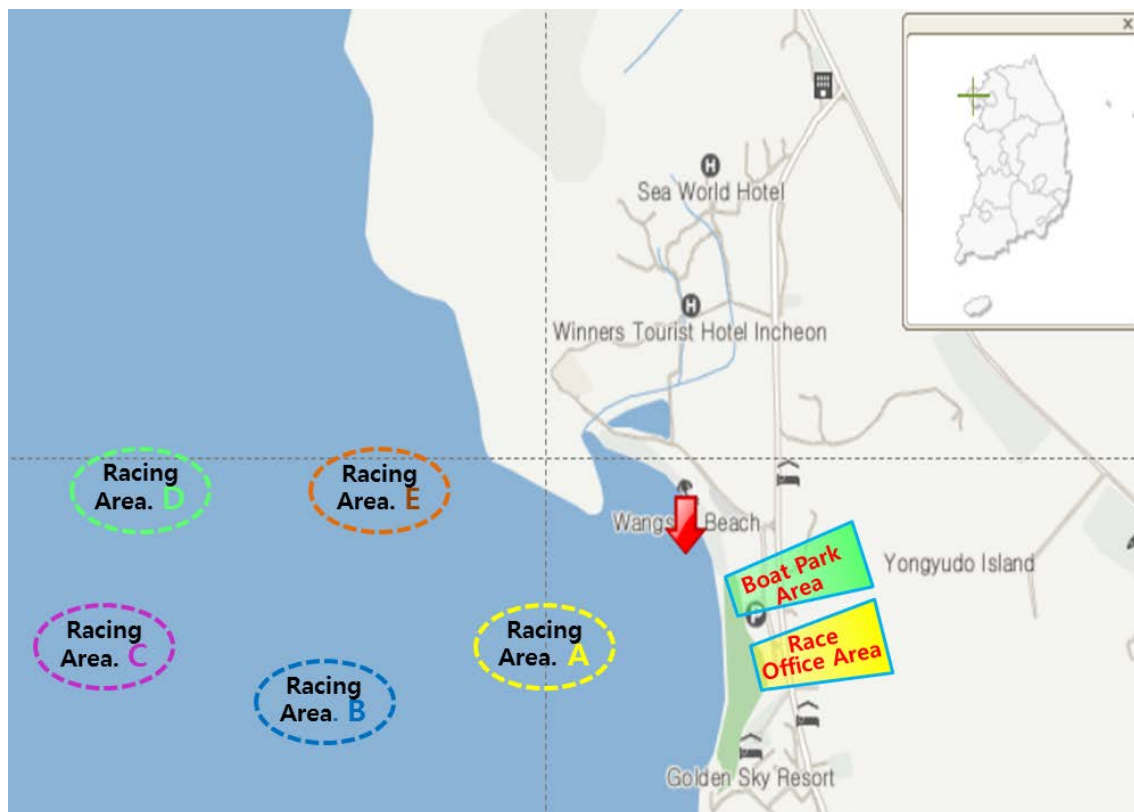 x
Sea World Hotel
Winners Tourist Hotel Incheon
Racing
Area. D
Racing
Area. E
Beach
Boat Park
Area
Yongyudo Island
Racing
Area. C
Racing
Area. A
Race
Office Area
Racing
Area. B
Golden Sky Resort